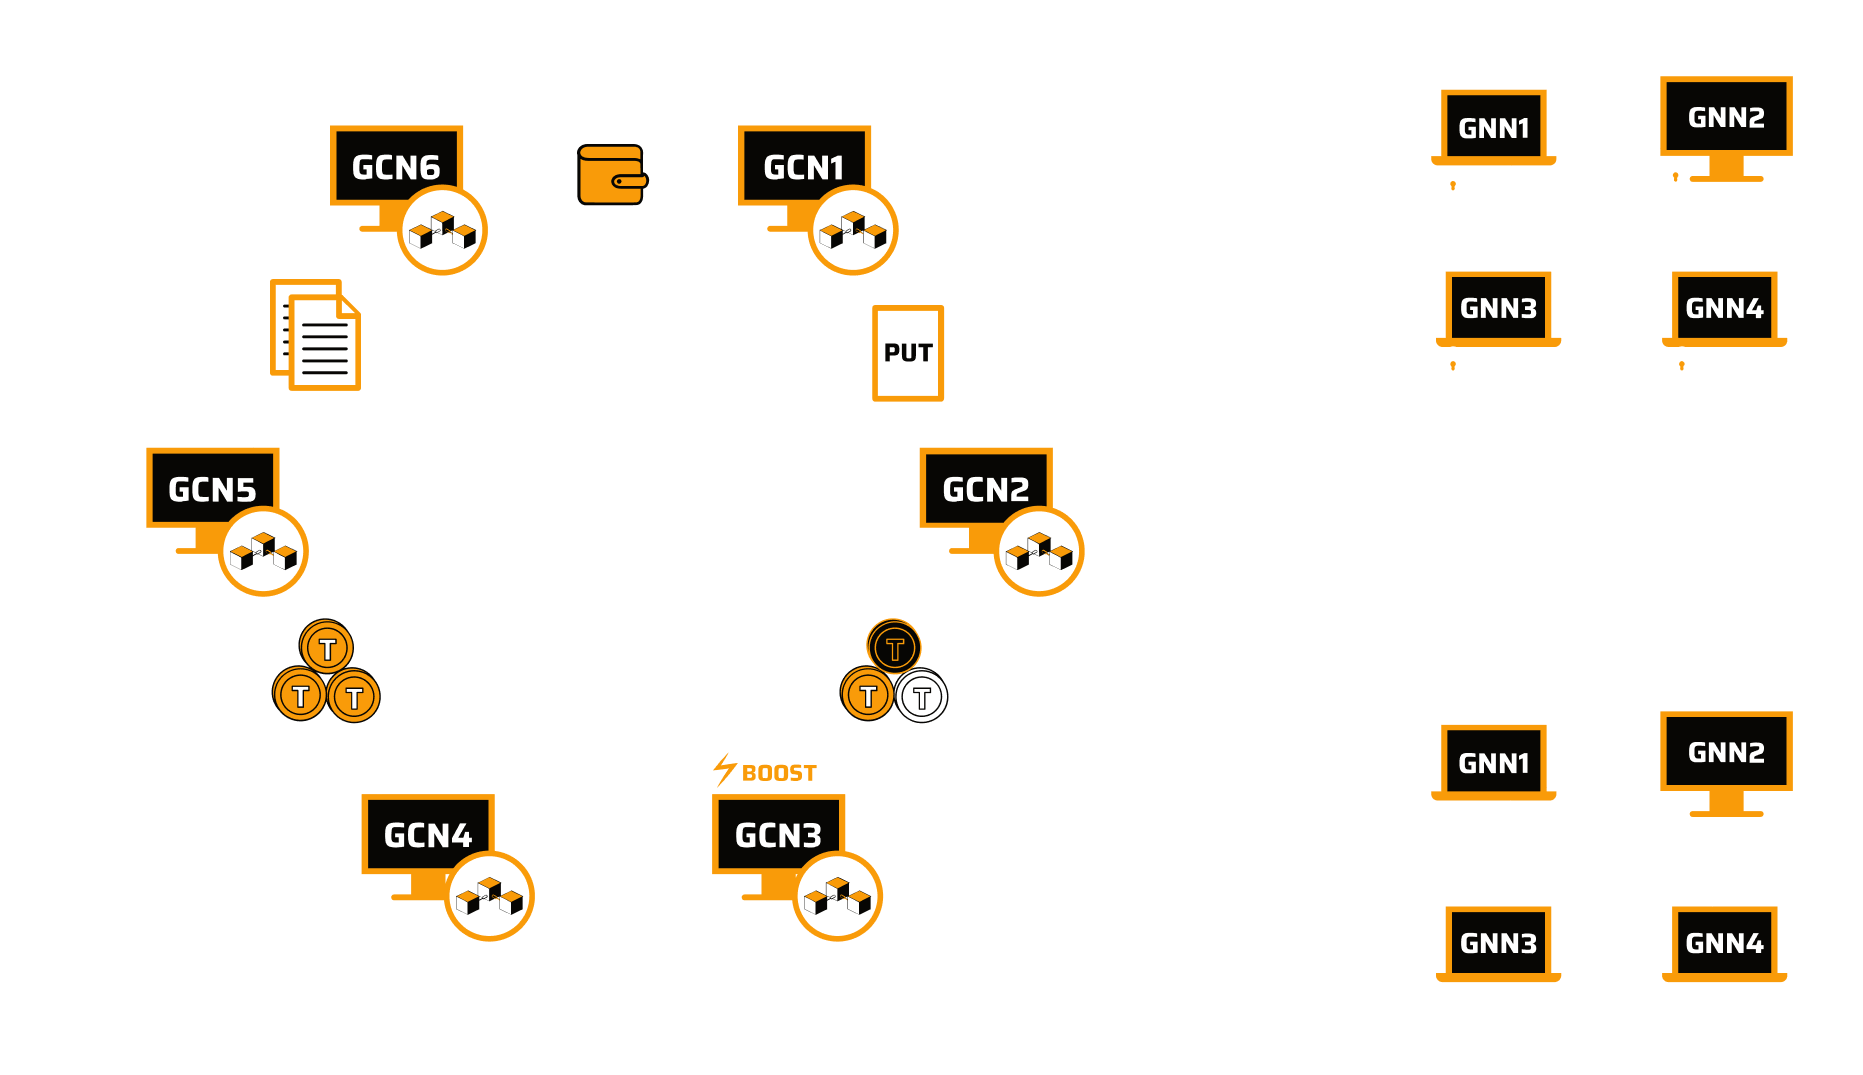 GCN6
GCN1
PUT
GCN5
GCN2
T
T T
T
T T
BOOST
GCN4
GCN3
GNN1
GNN2
GNN3
GNN4
GNN1
GNN2
GNN3
GNN4